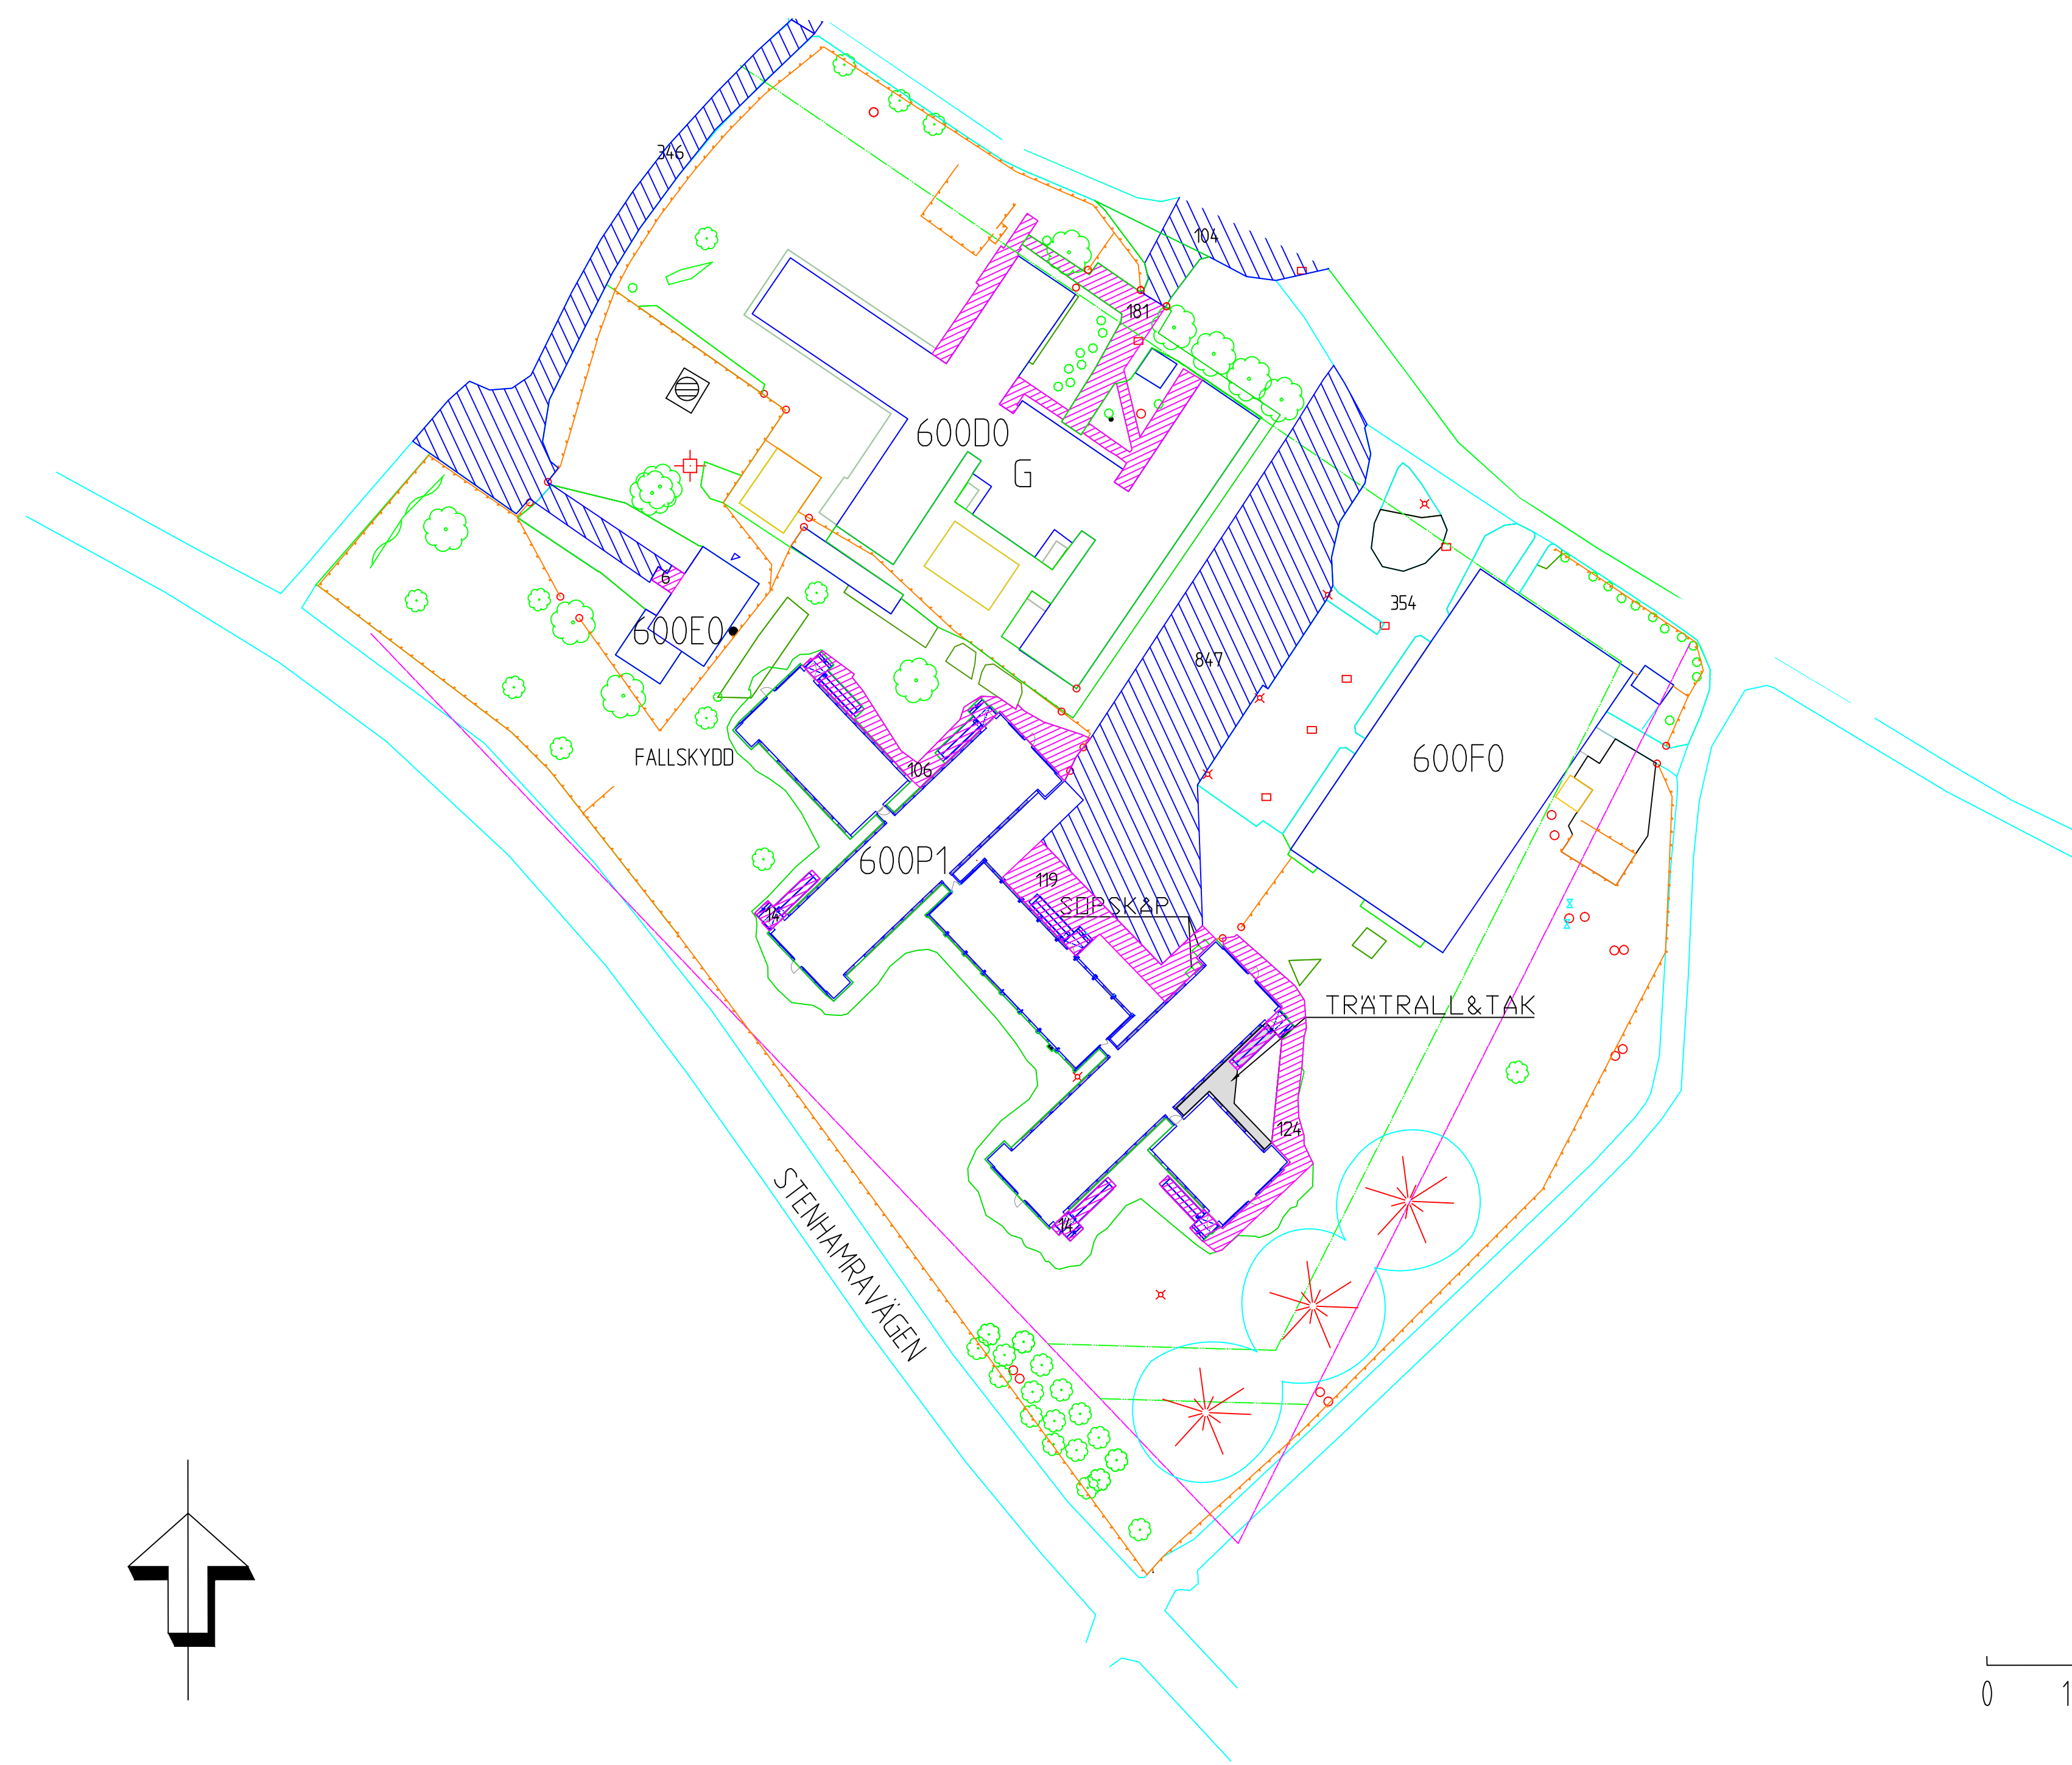 346
104
181
600D0
G
6
600E0
354
847
FALLSKYDD
600F0
106
600P1
119
SOPSKÅP
14
TRÄTRALL&TAK
124
14
STENHAMRAVÄGEN
0
1